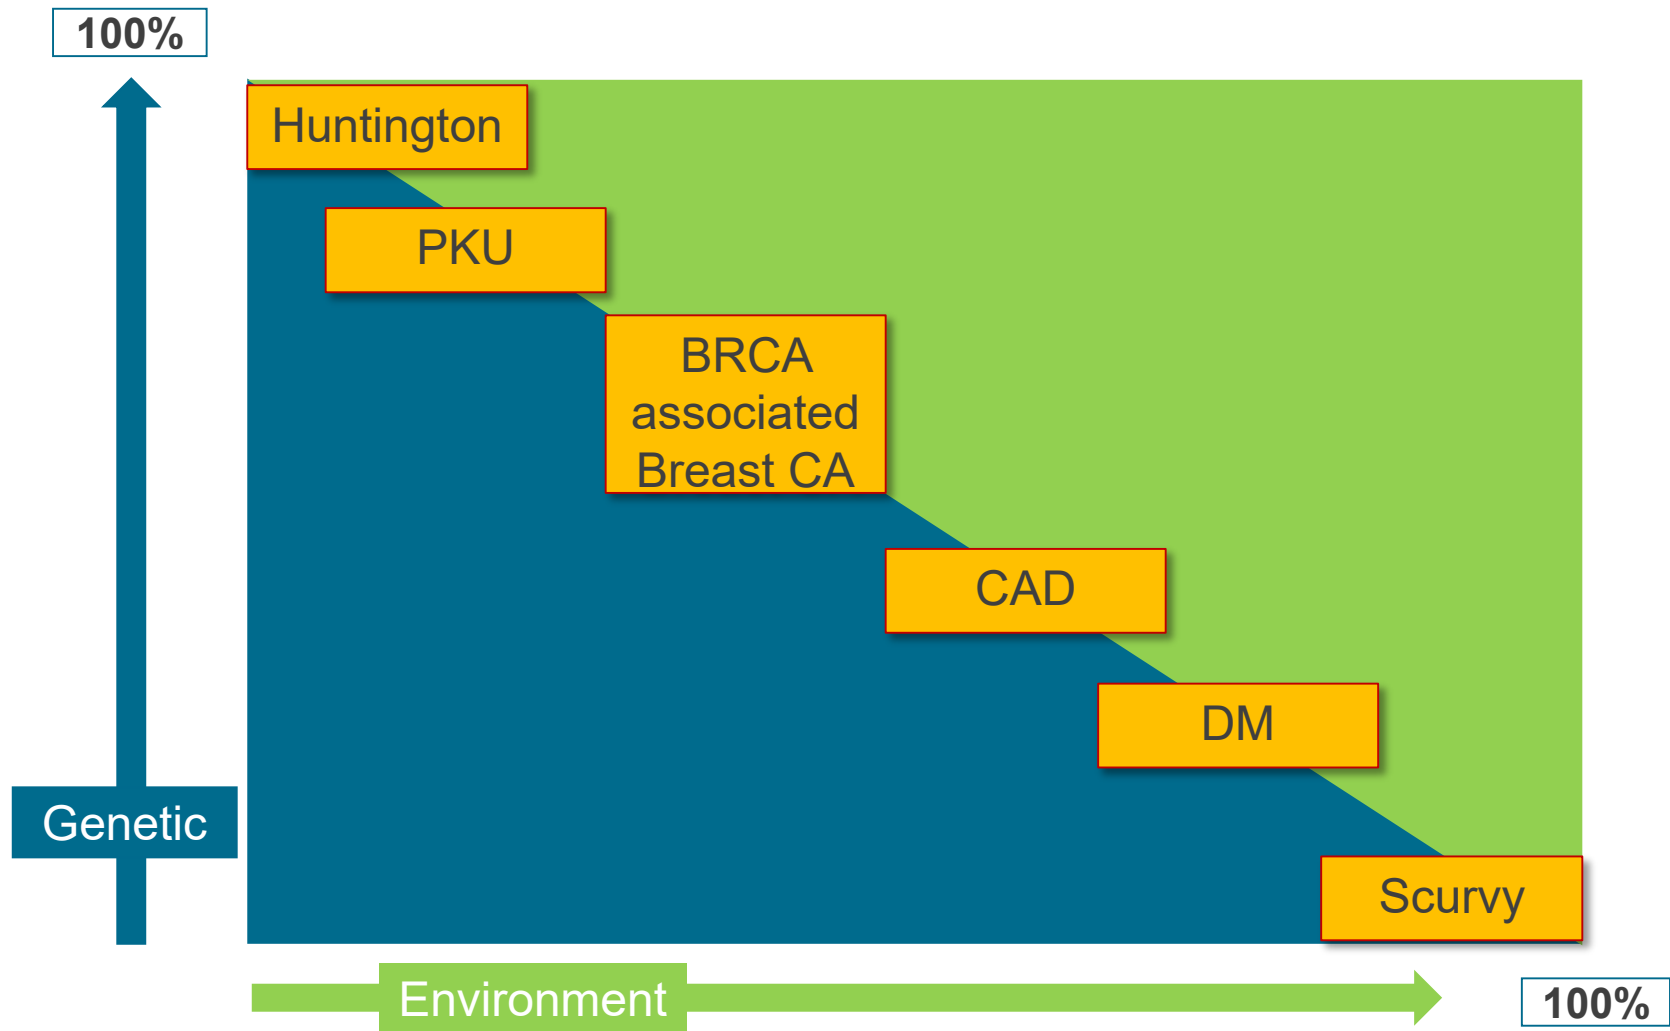 100%
Huntington
PKU
BRCA
associated
Breast CA
CAD
DM
Genetic
Scurvy
Environment
100%